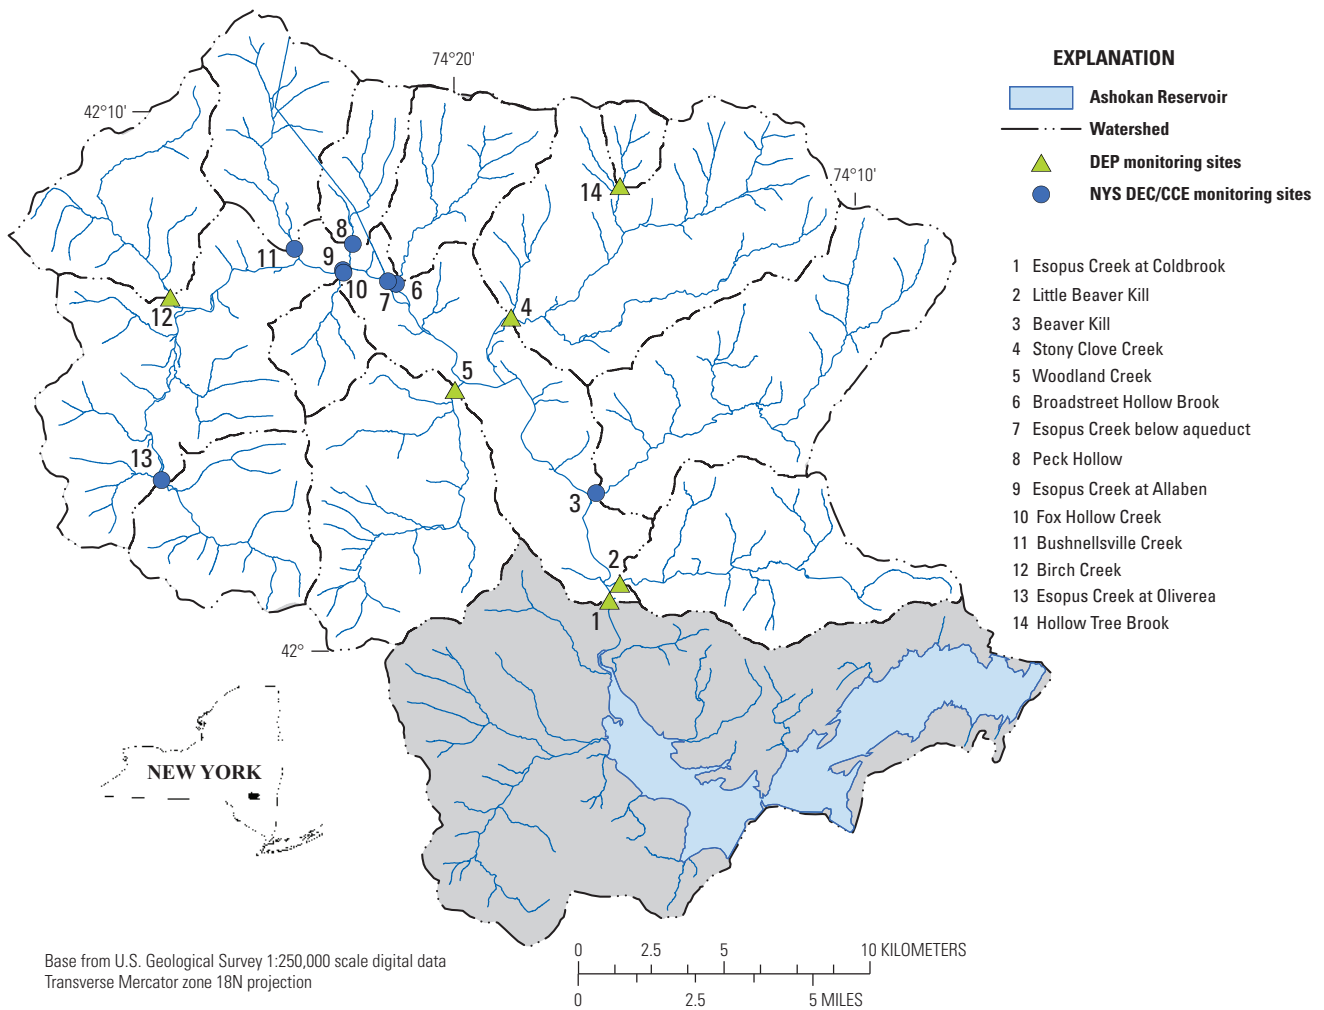 74°20'
42°10'
74°10'
14
8
9
11
10
7
6
4
12
5
13
3
2
1
42°
EXPLANATION
Ashokan Reservoir
Watershed
DEP monitoring sites
NYS DEC/CCE monitoring sites
1 Esopus Creek at Coldbrook
2 Little Beaver Kill
3 Beaver Kill
4 Stony Clove Creek
5 Woodland Creek
6 Broadstreet Hollow Brook
7 Esopus Creek below aqueduct
8 Peck Hollow
9 Esopus Creek at Allaben
10 Fox Hollow Creek
11 Bushnellsville Creek
12 Birch Creek
13 Esopus Creek at Oliverea
14 Hollow Tree Brook
NEW YORK
Base from U.S. Geological Survey 1:250,000 scale digital data
Transverse Mercator zone 18N projection
0 2.5 5 10 KILOMETERS
0 2.5 5 MILES